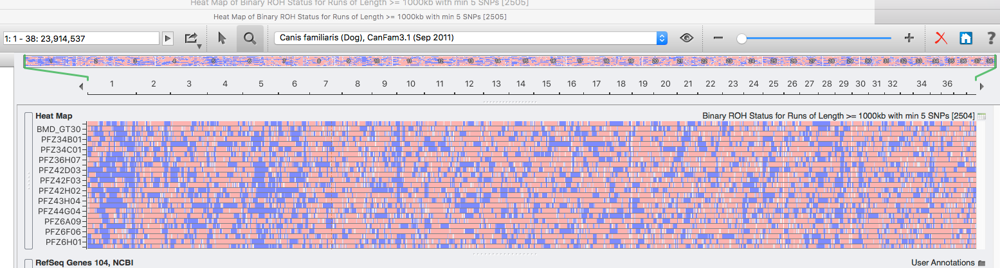 Heat Map of Binary ROH Status for Runs of Length >= 1000kb with min 5 SNPs [2505]
Heat Map of Binary ROH Status for Runs of Length >= 1000kb with min 5 SNPs [2505]
1: 1 - 38: 23,914,537
Canis familiaris (Dog), CanFam3.1 (Sep 2011)
?
1 2 3 4 5 6 7 8 9 10 11 12 13 14 15 16 17 18 19 20 21 22 23 24 25 26 27 28 29 30 31 32 33 34 35 36 37 38
1 2 3 4 5 6 7 8 9 10 11 12 13 14 15 16 17 18 19 20 21 22 23 24 25 26 27 28 29 30 31 32 34 36
Heat Map
Binary ROH Status for Runs of Length >= 1000kb with min 5 SNPs [2504]
BMD_GT30
PFZ34B01
PFZ34C01
PFZ36H07
PFZ42D03
PFZ42F03
PFZ42H02
PFZ43H04
PFZ44G04
PFZ6A09
PFZ6F06
PFZ6H01
RefSeq Genes 104, NCBI
User Annotations